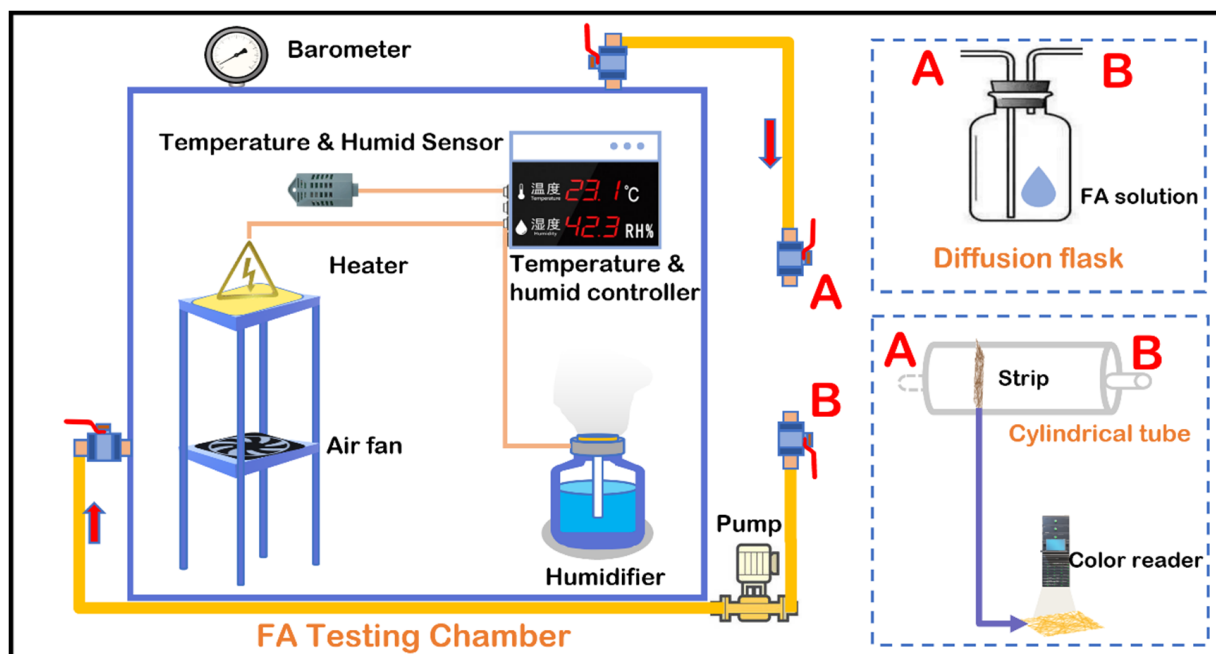 Barometer
Temperature & Humid Sensor
温度 23.1 °C
Temperature
湿度 42.3 RH%
Humidity
Heater
Temperature &
humid controller
Air fan
Humidifier
Pump
FA Testing Chamber
A
B
A
B
FA solution
Diffusion flask
A
B
Strip
Cylindrical tube
Color reader